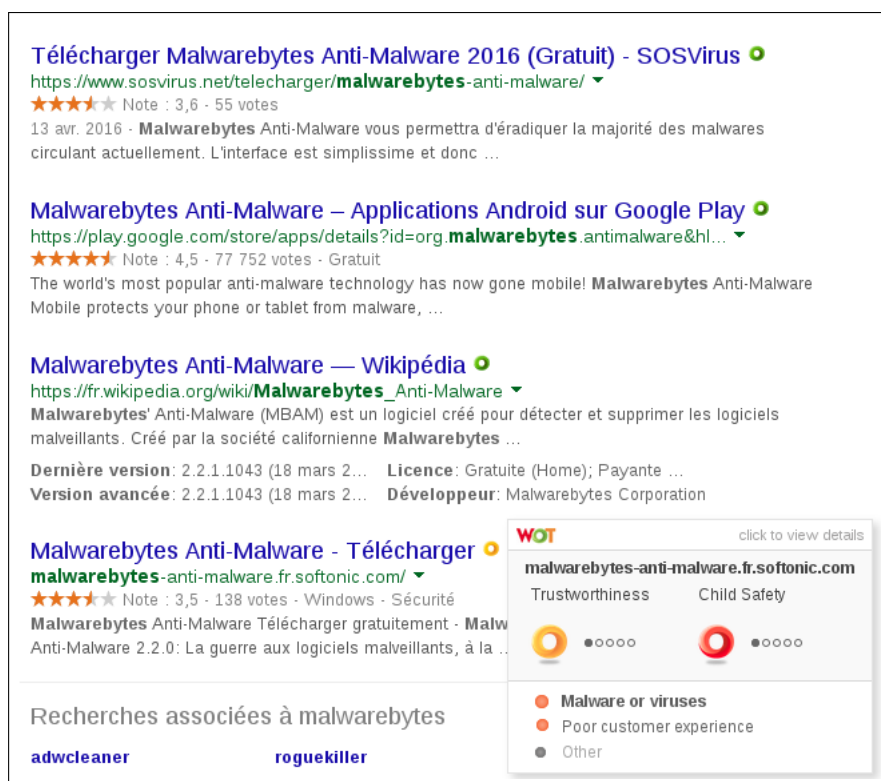 Télécharger Malwarebytes Anti-Malware 2016 (Gratuit) - SOSVirus
https://www.sosvirus.net/telecharger/malwarebytes-anti-malware/
Note : 3,6 - 55 votes
13 avr. 2016 - Malwarebytes Anti-Malware vous permettra d'éradiquer la majorité des malwares
circulant actuellement. L'interface est simplissime et donc ...
Malwarebytes Anti-Malware – Applications Android sur Google Play
https://play.google.com/store/apps/details?id=org.malwarebytes.antimalware&hl...
Note : 4,5 - 77 752 votes - Gratuit
The world's most popular anti-malware technology has now gone mobile! Malwarebytes Anti-Malware
Mobile protects your phone or tablet from malware, ...
Malwarebytes Anti-Malware — Wikipédia
https://fr.wikipedia.org/wiki/Malwarebytes_Anti-Malware
Malwarebytes' Anti-Malware (MBAM) est un logiciel créé pour détecter et supprimer les logiciels
malveillants. Créé par la société californienne Malwarebytes ...
Dernière version: 2.2.1.1043 (18 mars 2... Licence: Gratuite (Home); Payante ...
Version avancée: 2.2.1.1043 (18 mars 2... Développeur: Malwarebytes Corporation
Malwarebytes Anti-Malware - Télécharger
malwarebytes-anti-malware.fr.softonic.com/
Note : 3,5 - 138 votes - Windows - Sécurité
Malwarebytes Anti-Malware Télécharger gratuitement - Malw
Anti-Malware 2.2.0: La guerre aux logiciels malveillants, à la ...
WOT click to view details
malwarebytes-anti-malware.fr.softonic.com
Trustworthiness Child Safety
Malware or viruses
Poor customer experience
Other
Recherches associées à malwarebytes
adwcleaner roguekiller